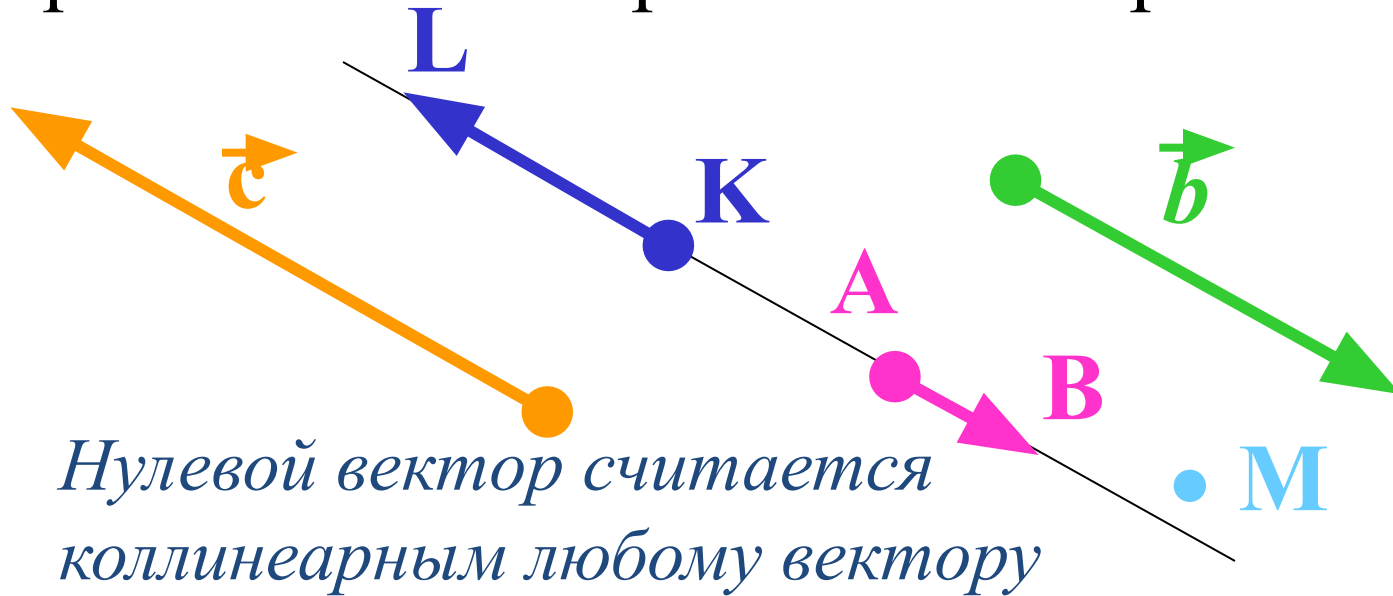 L
c
K
b
A
B
M
Нулевой вектор считается
коллинеарным любому вектору